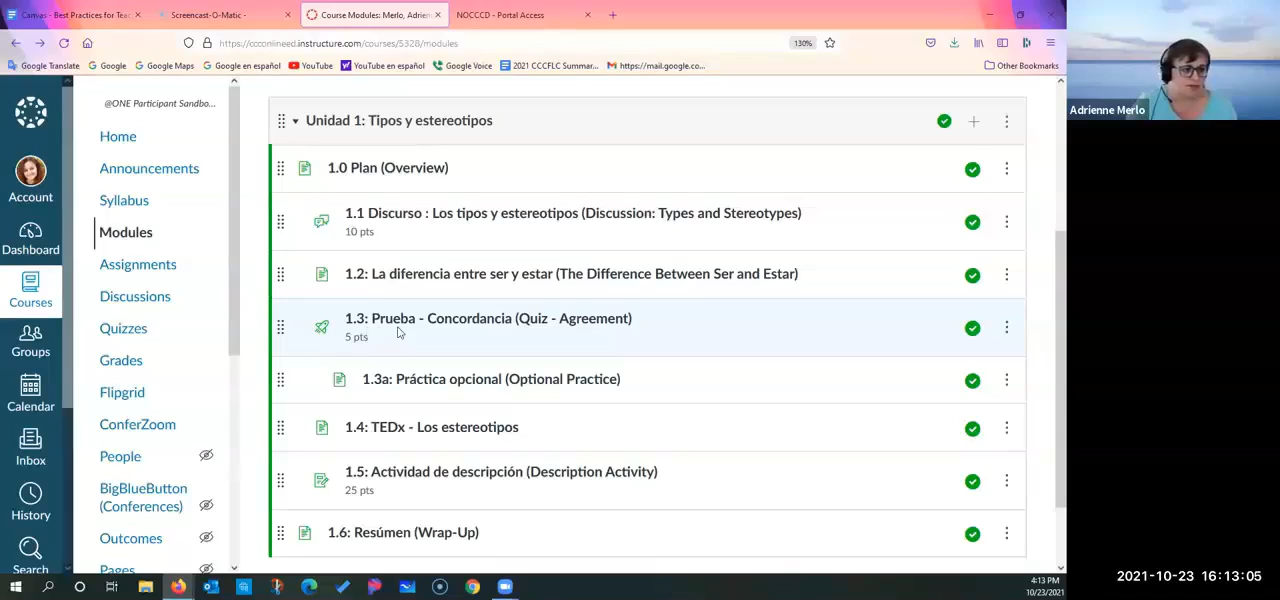 Canvas - Best Practices for Teac
Screencast-O-Matic -
Course Modules: Merlo, Adrienn
NOCCCD - Portal Access
https://cccconlineed.instructure.com/courses/5328/modules
130%
Google Translate
Google
Google Maps
Google en español
YouTube
YouTube en español
Google Voice
2021 CCCFLC Summar...
https://mail.google.co...
Other Bookmarks
Adrienne Merlo
Account
Dashboard
Courses
Groups
Calendar
Inbox
History
Search
@ONE Participant Sandbo...
Home
Announcements
Syllabus
Modules
Assignments
Discussions
Quizzes
Grades
Flipgrid
ConferZoom
People
BigBlueButton
(Conferences)
Outcomes
Pages
Unidad 1: Tipos y estereotipos
1.0 Plan (Overview)
1.1 Discurso : Los tipos y estereotipos (Discussion: Types and Stereotypes)
10 pts
1.2: La diferencia entre ser y estar (The Difference Between Ser and Estar)
1.3: Prueba - Concordancia (Quiz - Agreement)
5 pts
1.3a: Práctica opcional (Optional Practice)
1.4: TEDx - Los estereotipos
1.5: Actividad de descripción (Description Activity)
25 pts
1.6: Resúmen (Wrap-Up)
4:13 PM
10/23/2021
2021-10-23 16:13:05